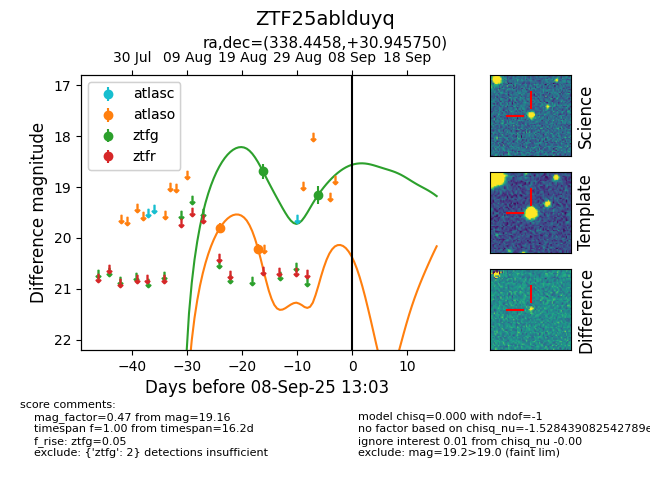 ZTF25ablduyq
ra,dec=(338.4458,+30.945750)
30 Jul 09 Aug 19 Aug 29 Aug 08 Sep 18 Sep
17
18
19
20
21
22
Difference magnitude
atlasc
atlaso
ztfg
ztfr
−40 −30 −20 −10 0 10
Days before 08-Sep-25 13:03
Science
Template
Difference
score comments:
mag_factor=0.47 from mag=19.16
timespan f=1.00 from timespan=16.2d
f_rise: ztfg=0.05
exclude: {'ztfg': 2} detections insufficient
model chisq=0.000 with ndof=-1
no factor based on chisq_nu=-1.528439082542789e
ignore interest 0.01 from chisq_nu -0.00
exclude: mag=19.2>19.0 (faint lim)